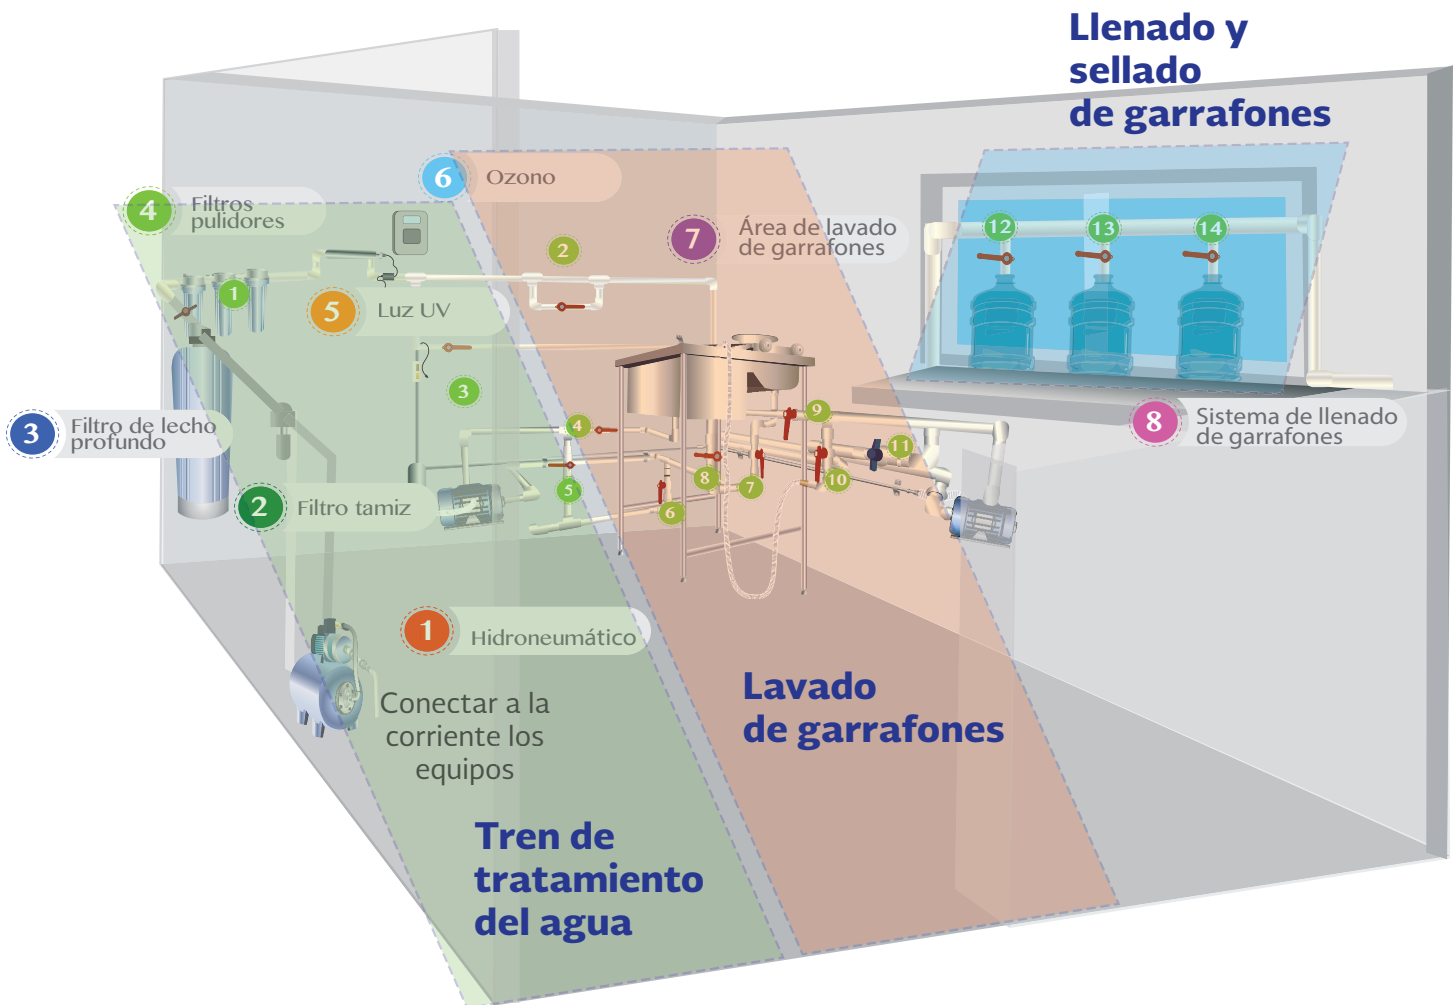 Llenado y
sellado
de garrafones
6
Ozono
4
Filtros
pulidores
7
Área de lavado
de garrafones
12
13
14
2
1
5
Luz UV
3
8
Sistema de llenado
de garrafones
9
3
Filtro de lecho
profundo
4
11
2
Filtro tamiz
5
8
7
10
6
1
Hidroneumático
Conectar a la
corriente los
equipos
Lavado
de garrafones
Tren de
tratamiento
del agua